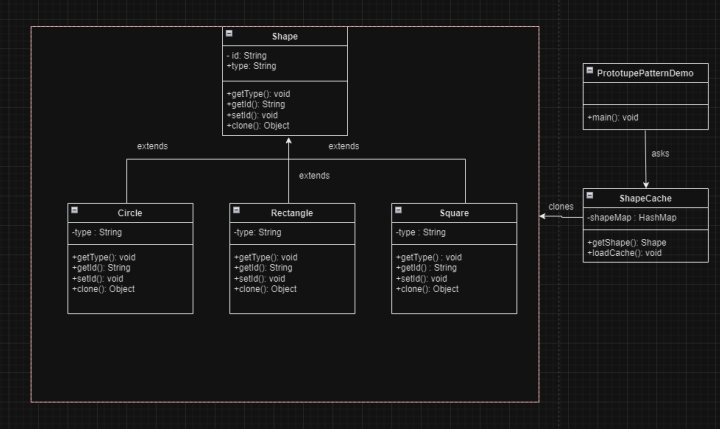 Shape
- id: String
+type: String
+getType(): void
+getId(): String
+setId(): void
+clone(): Object
PrototupePatternDemo
+main(): void
extends
extends
extends
asks
Circle
-type : String
+getType(): void
+getId(): String
+setId(): void
+clone(): Object
Rectangle
-type: String
+getType(): void
+getId(): String
+setId(): void
+clone(): Object
Square
-type : String
+getType() : void
+getId() : String
+setId(): void
+clone(): Object
clones
ShapeCache
-shapeMap : HashMap
+getShape(): Shape
+loadCache(): void